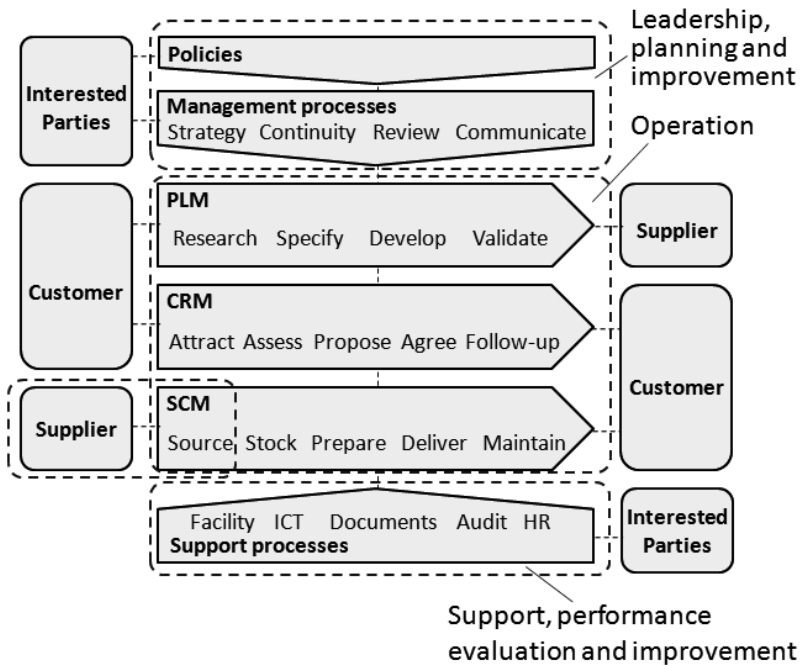 Leadership,
planning and
improvement
Policies
Interested
Parties
Management processes
Strategy Continuity Review Communicate
Operation
PLM
Research Specify Develop Validate
Supplier
Customer
CRM
Attract Assess Propose Agree Follow-up
Customer
SCM
Source Stock Prepare Deliver Maintain
Supplier
Facility ICT Documents Audit HR
Support processes
Interested
Parties
Support, performance
evaluation and improvement